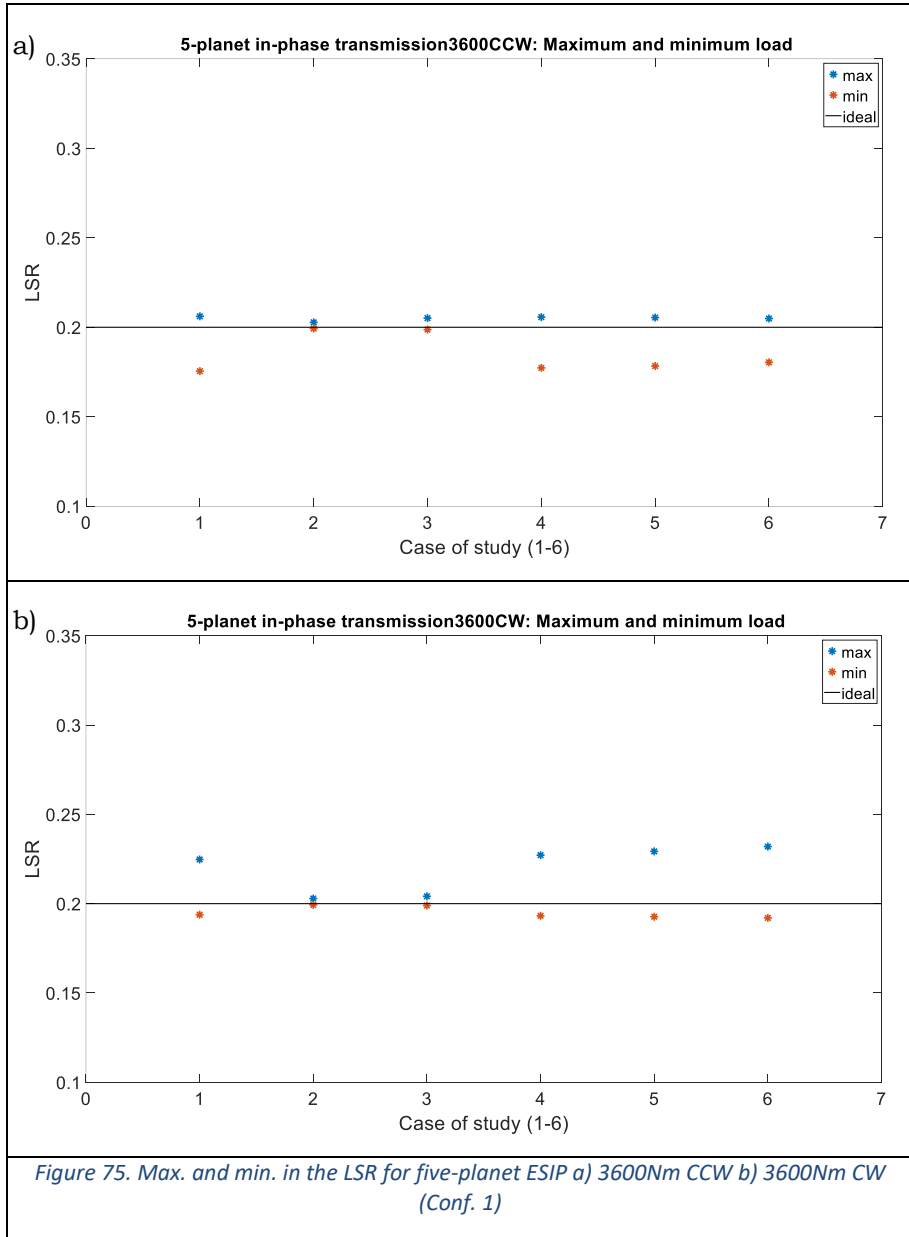 a)
5-planet in-phase transmission3600CCW: Maximum and minimum load
0.35
max
min
ideal
0.3
0.25
LSR
0.2
0.15
0.1
0 1 2 3 4 5 6 7
Case of study (1-6)
b)
5-planet in-phase transmission3600CW: Maximum and minimum load
0.35
max
min
ideal
0.3
0.25
LSR
0.2
0.15
0.1
0 1 2 3 4 5 6 7
Case of study (1-6)
Figure 75. Max. and min. in the LSR for five-planet ESIP a) 3600Nm CCW b) 3600Nm CW
(Conf. 1)